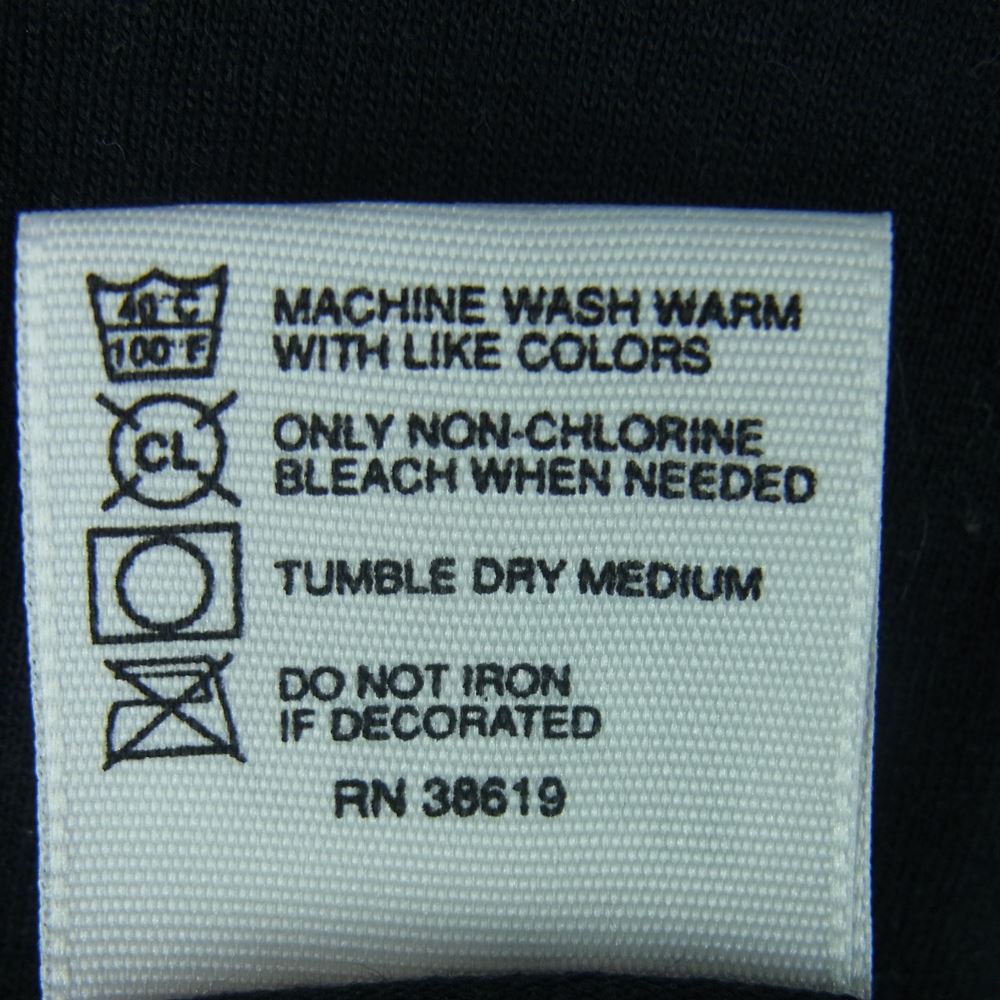 40°C
100°F
MACHINE WASH WARM
WITH LIKE COLORS
CL
ONLY NON-CHLORINE
BLEACH WHEN NEEDED
TUMBLE DRY MEDIUM
DO NOT IRON
IF DECORATED
RN 38619